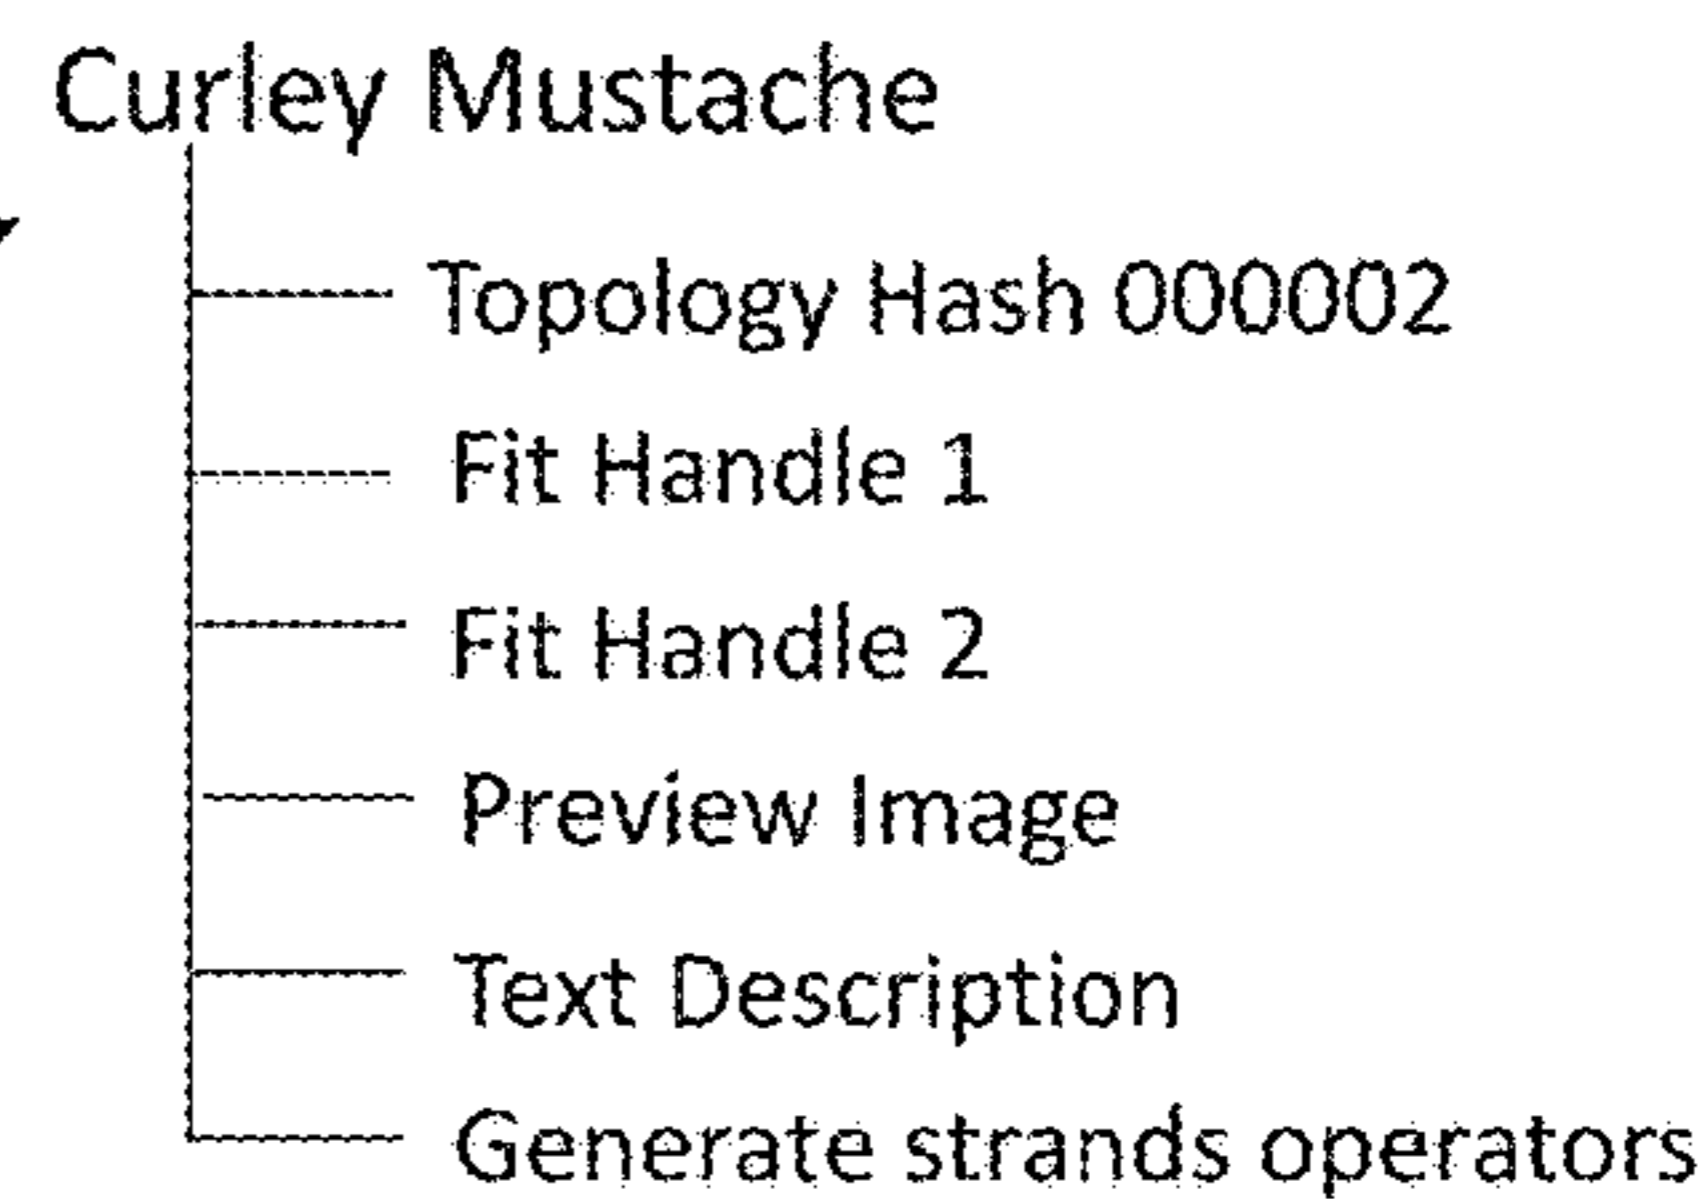 Curley Mustache
Topology Hash 000002
Fit Handle 1
Fit Handle 2
Preview Image
Text Description
Generate strands operators